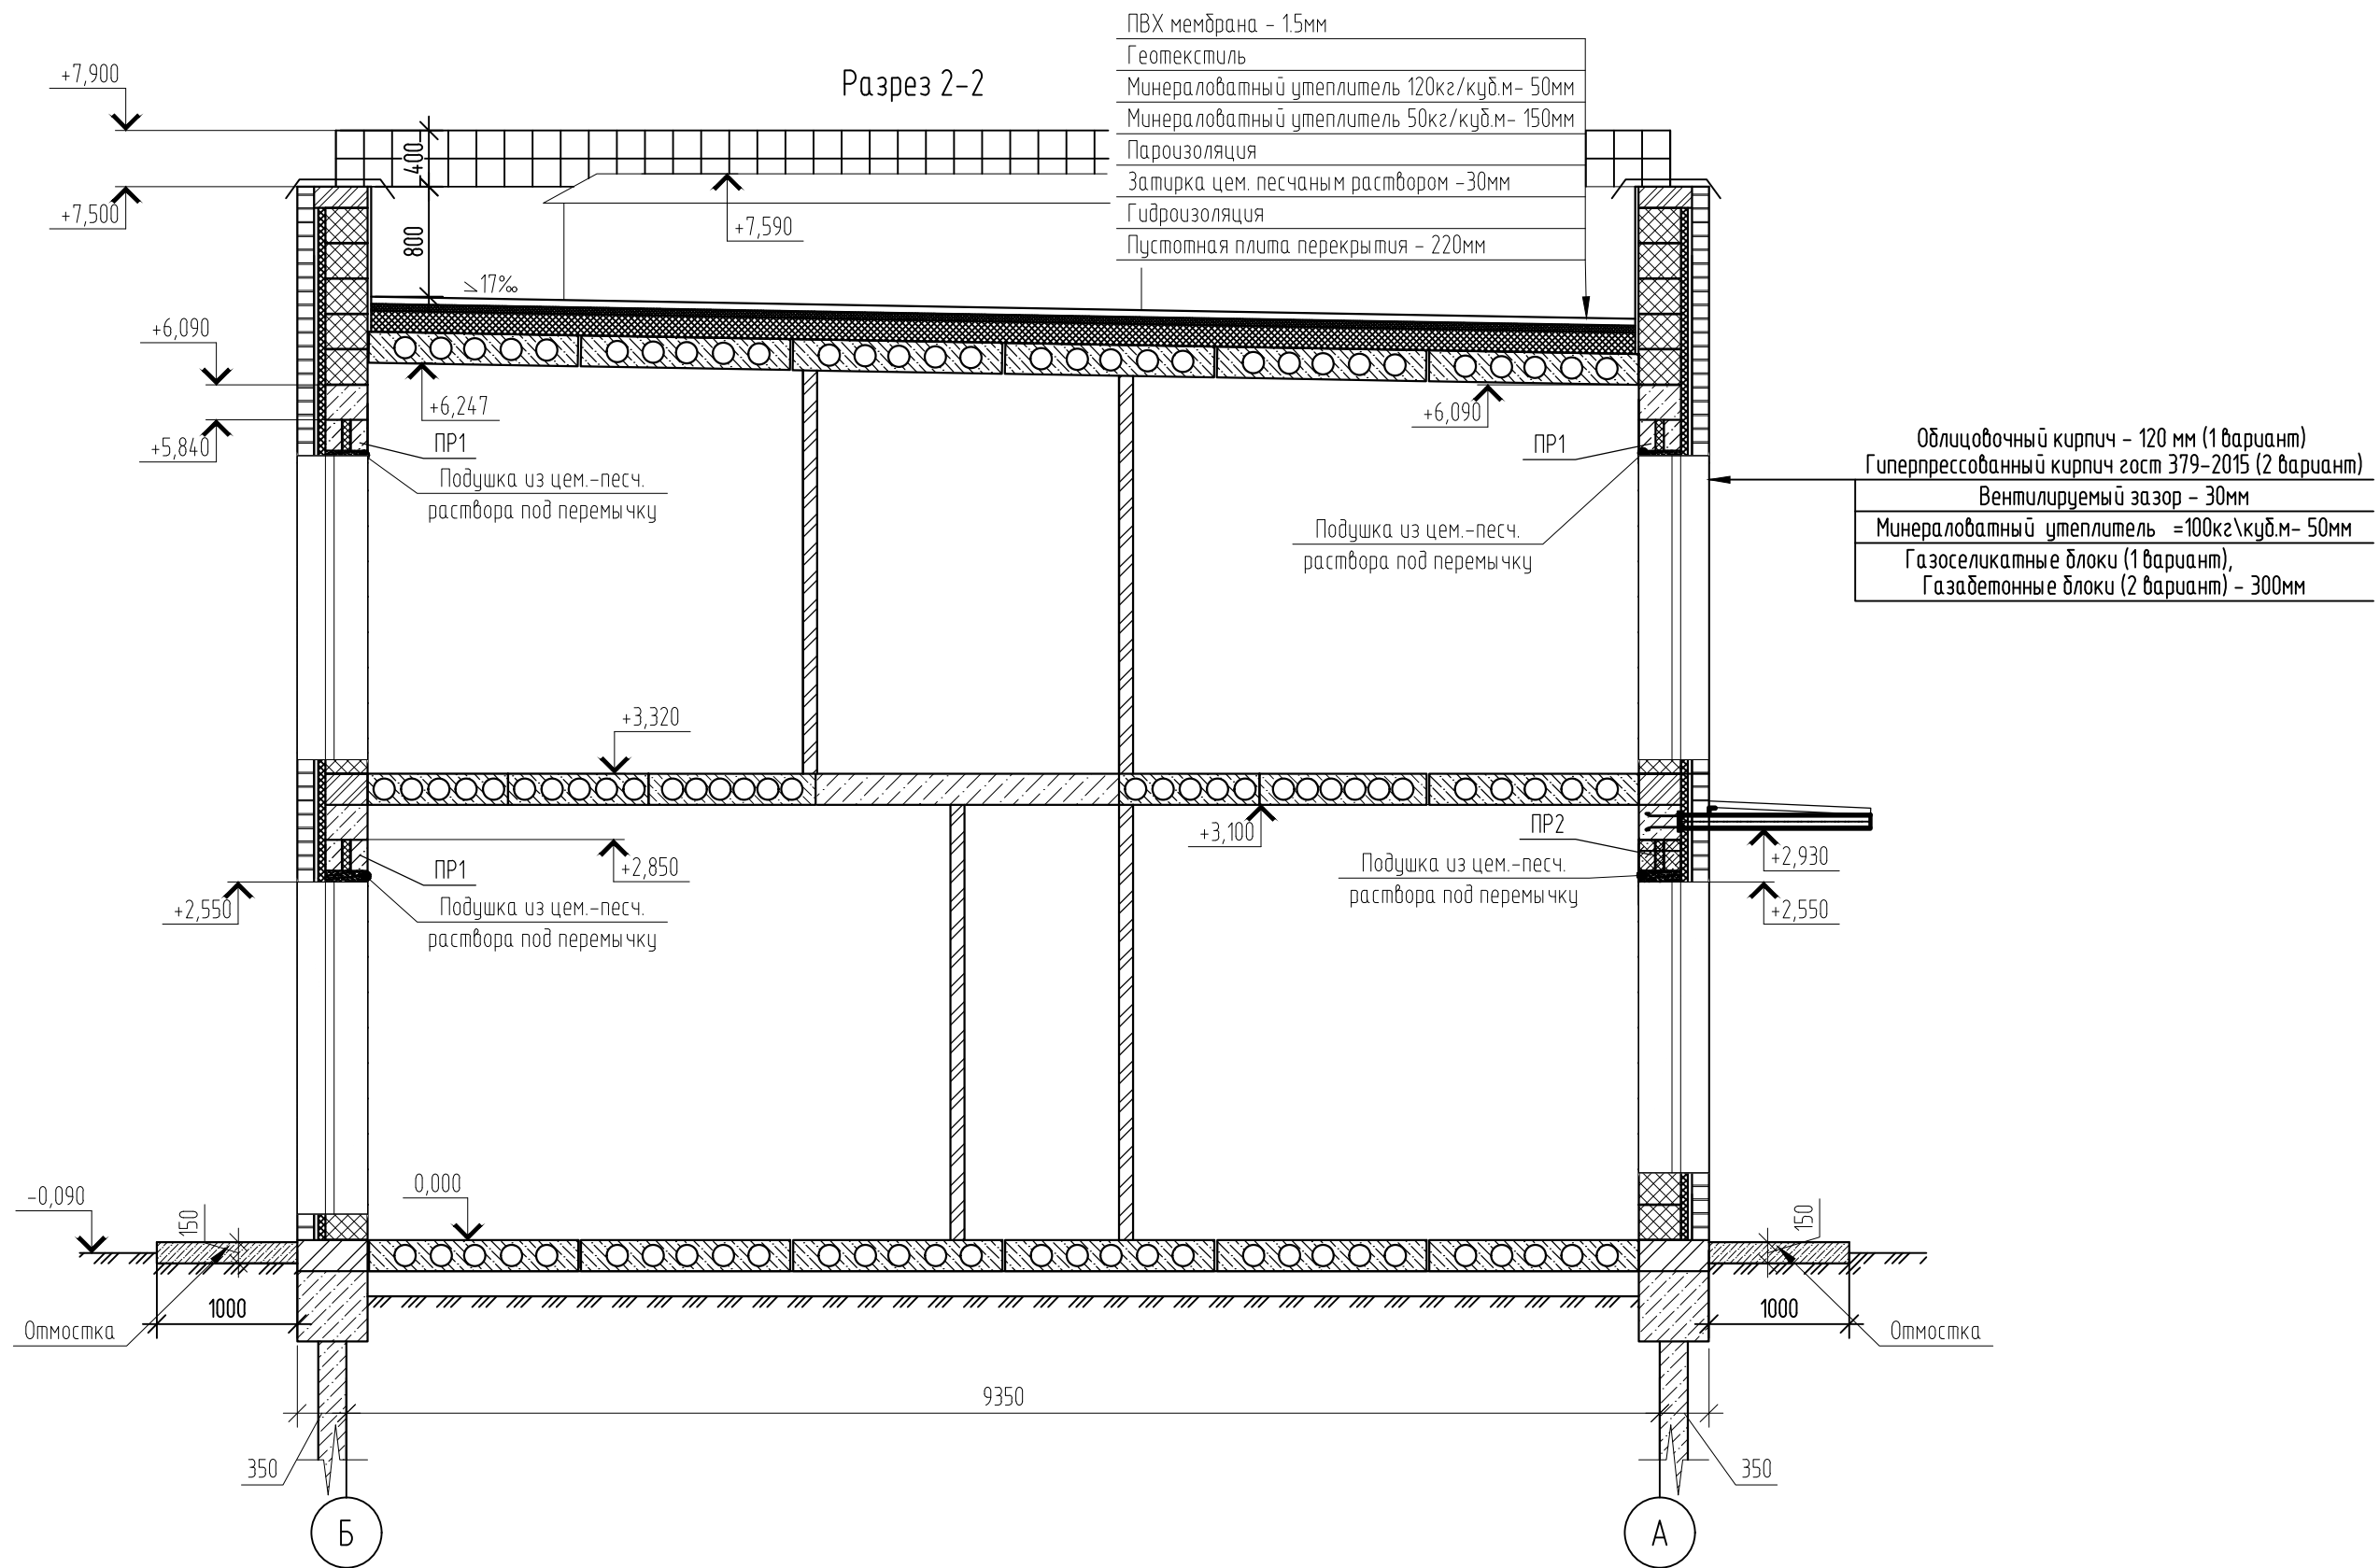 Разрез 2-2
ПВХ мембрана - 1.5мм
Геотекстиль
Минераловатный утеплитель 120кг/куб.м- 50мм
Минераловатный утеплитель 50кг/куб.м- 150мм
Пароизоляция
Затирка цем. песчаным раствором -30мм
Гидроизоляция
Пустотная плита перекрытия - 220мм
+7,900
400
+7,500
800
+7,590
17‰
+6,090
+6,247
+6,090
+5,840
ПР1
Подушка из цем.-песч.
раствора под перемычку
ПР1
Подушка из цем.-песч.
раствора под перемычку
Облицовочный кирпич - 120 мм (1 вариант)
Гиперпрессованный кирпич гост 379-2015 (2 вариант)
Вентилируемый зазор - 30мм
Минераловатный утеплитель =100кг\куб.м- 50мм
Газоселикатные блоки (1 вариант),
Газабетонные блоки (2 вариант) - 300мм
+3,320
+3,100
ПР2
+2,930
+2,850
ПР1
Подушка из цем.-песч.
раствора под перемычку
Подушка из цем.-песч.
раствора под перемычку
+2,550
+2,550
-0,090
0,000
150
150
1000
1000
Отмостка
Отмостка
9350
350
350
Б
А